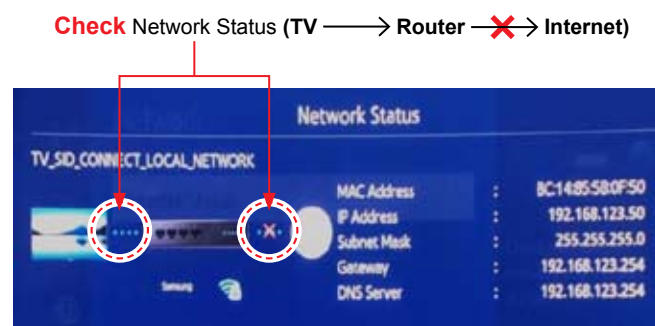 Check Network Status (TV → Router → Internet)
Network Status
TV_SID_CONNECT_LOCAL_NETWORK
MAC Address : BC:14:85:58:0F:50
IP Address : 192.168.123.50
Subnet Mask : 255.255.255.0
Gateway : 192.168.123.254
DNS Server : 192.168.123.254
Samsung